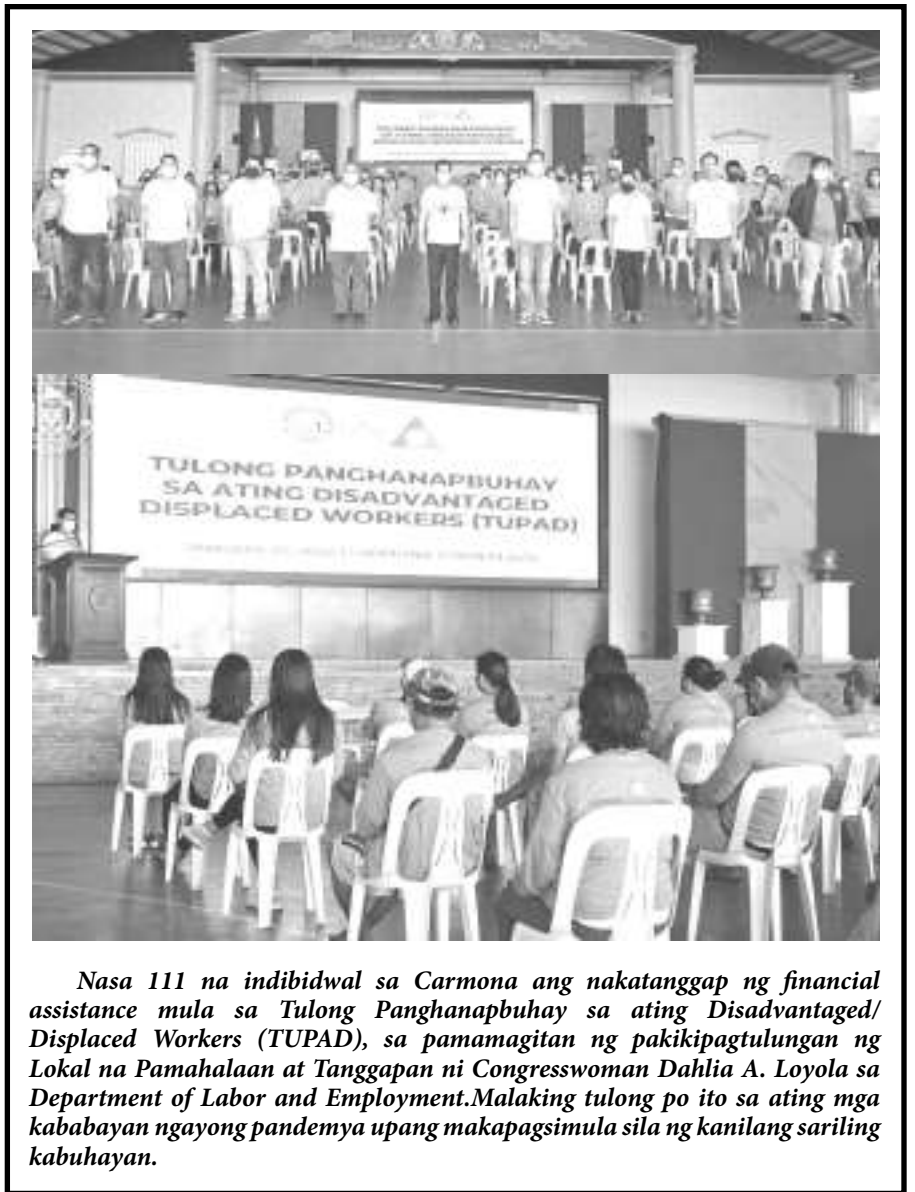 TULONG PANGHANAPBUHAY
SA ATING DISADVANTAGED
DISPLACED WORKERS (TUPAD)
Nasa 111 na indibidwal sa Carmona ang nakatanggap ng financial
assistance mula sa Tulong Panghanapbuhay sa ating Disadvantaged/
Displaced Workers (TUPAD), sa pamamagitan ng pakikipagtulungan ng
Lokal na Pamahalaan at Tanggapan ni Congresswoman Dahlia A. Loyola sa
Department of Labor and Employment.Malaking tulong po ito sa ating mga
kababayan ngayong pandemya upang makapagsimula sila ng kanilang sariling
kabuhayan.